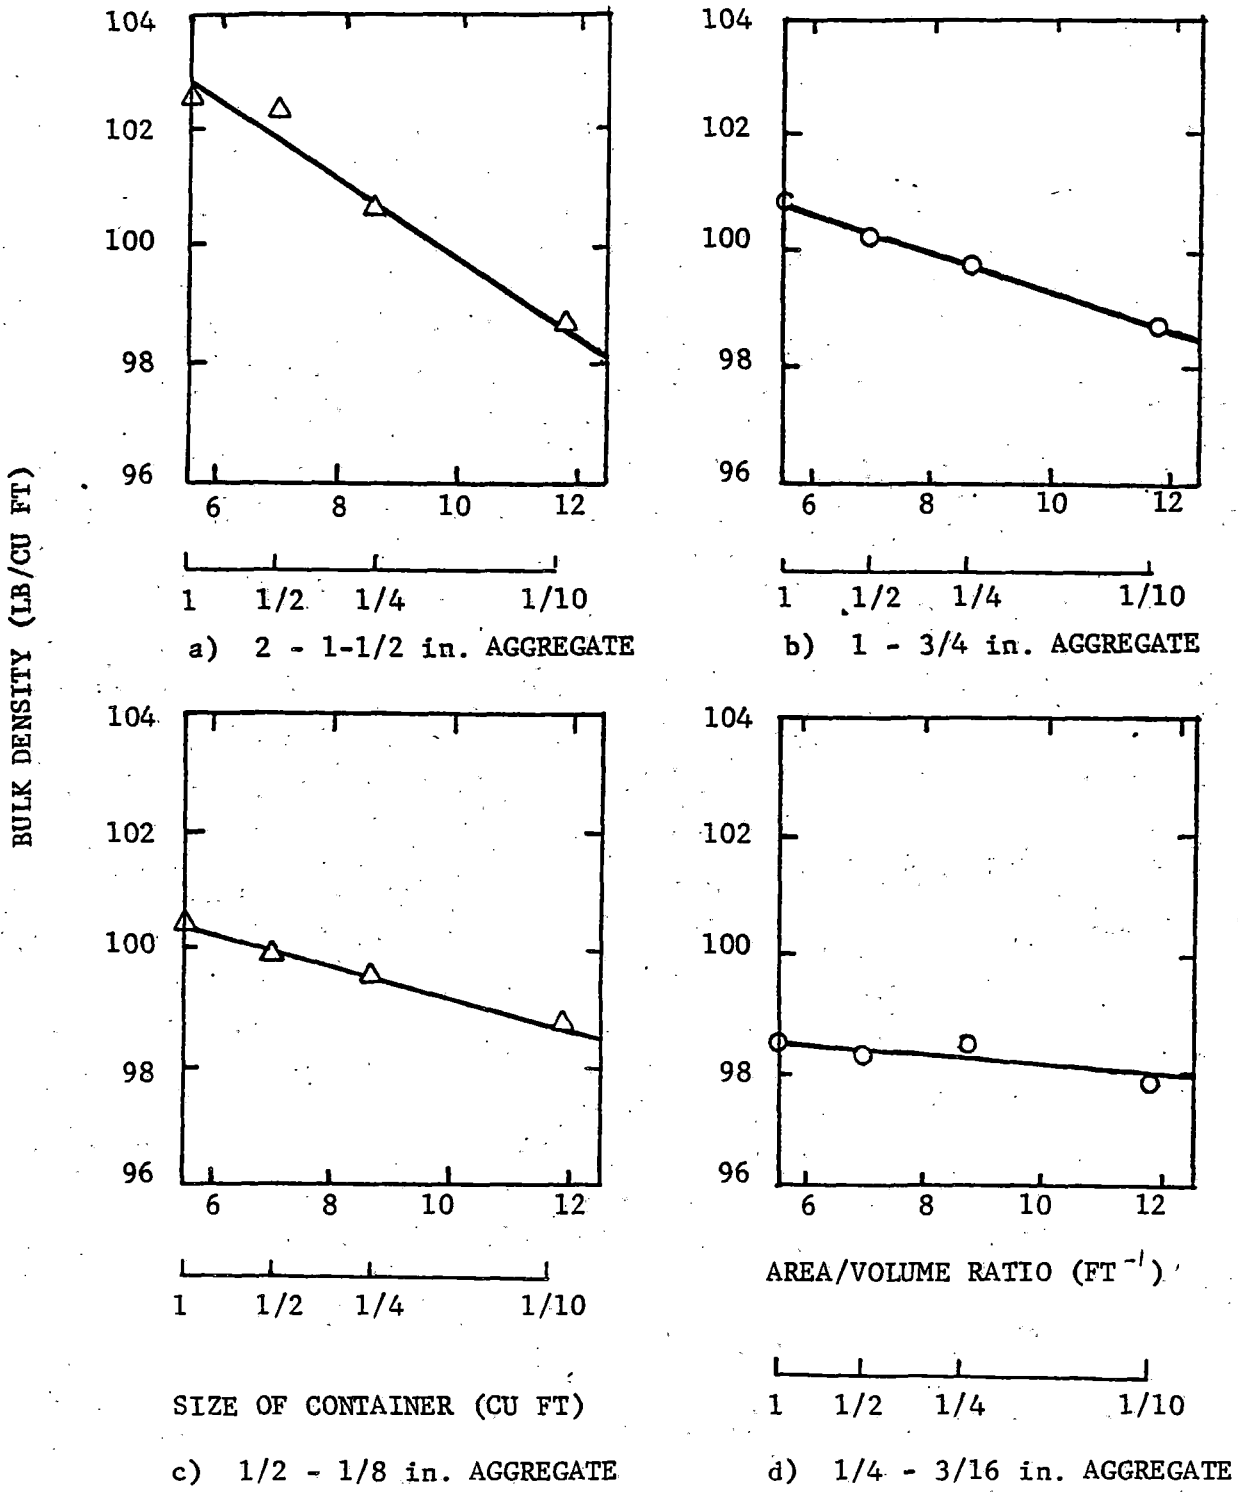 BULK DENSITY (LB/CU FT)
104
102
100
98
96
6 8 10 12
1 1/2 1/4 1/10
a) 2 - 1-1/2 in. AGGREGATE
104
102
100
98
96
6 8 10 12
1 1/2 1/4 1/10
b) 1 - 3/4 in. AGGREGATE
104
102
100
98
96
6 8 10 12
1 1/2 1/4 1/10
SIZE OF CONTAINER (CU FT)
c) 1/2 - 1/8 in. AGGREGATE
104
102
100
98
96
6 8 10 12
AREA/VOLUME RATIO (FT⁻¹)
1 1/2 1/4 1/10
d) 1/4 - 3/16 in. AGGREGATE